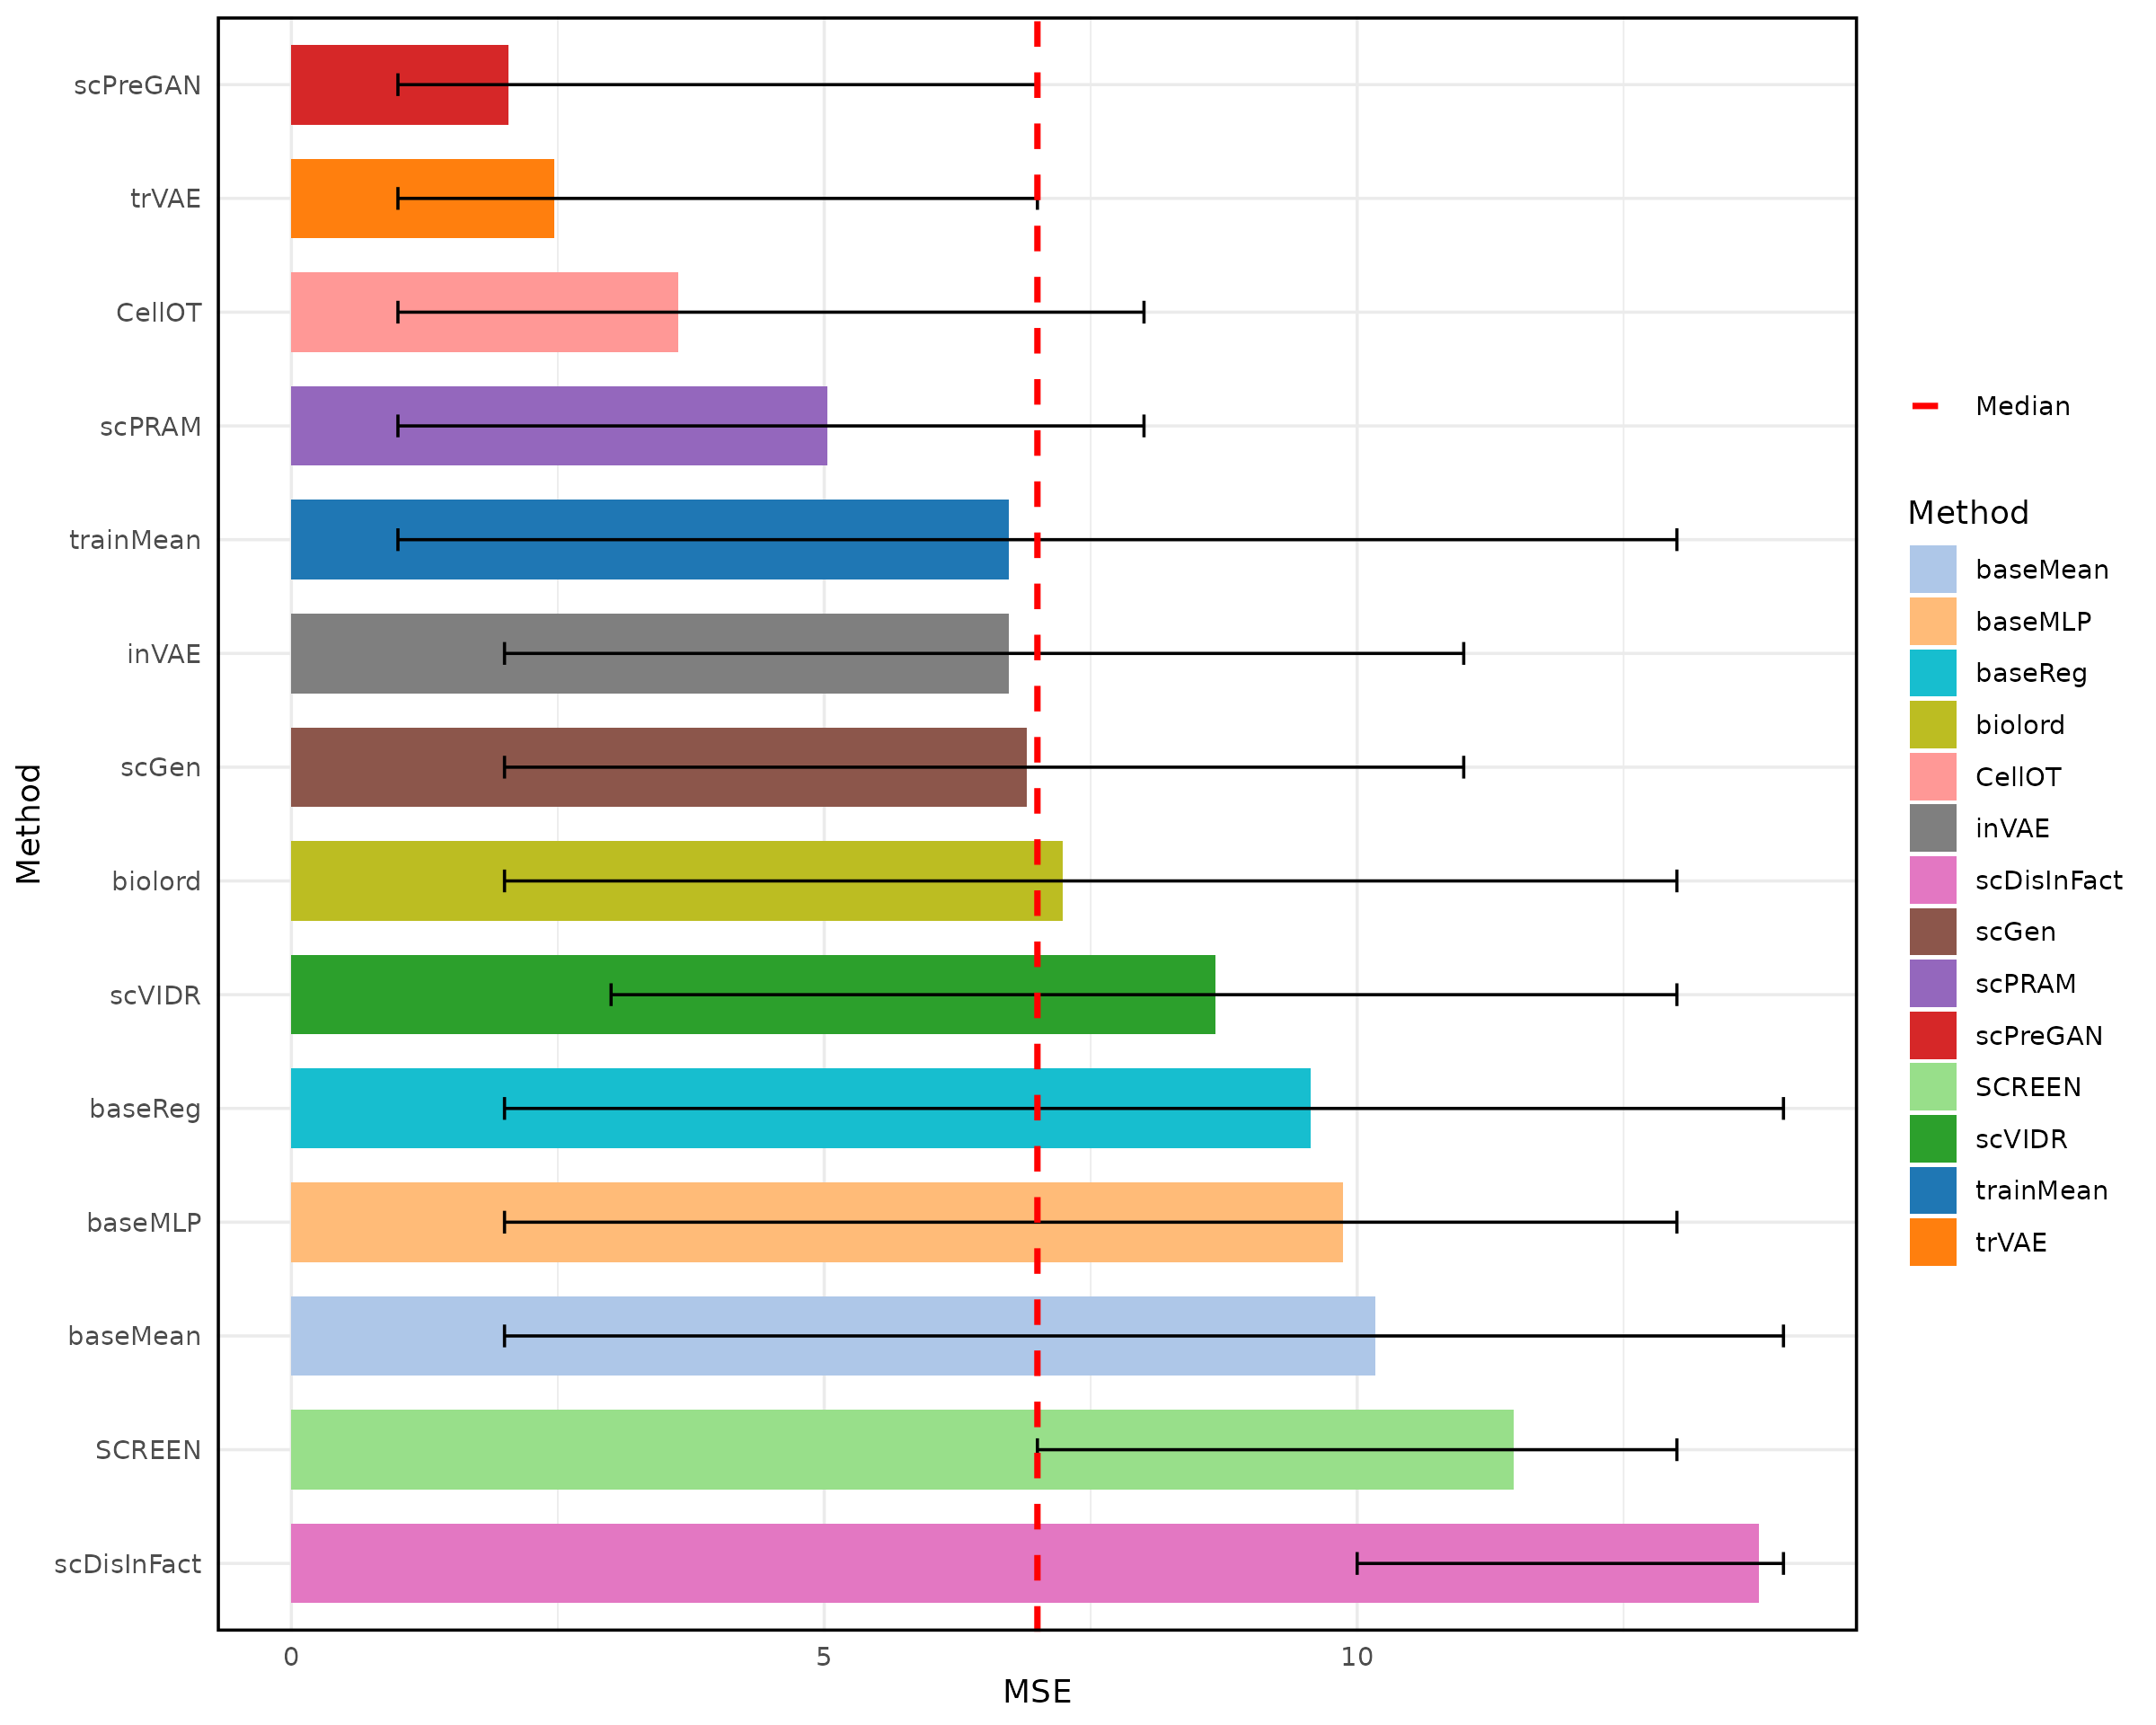 scPreGAN
trVAE
CellOT
scPRAM
trainMean
inVAE
scGen
biolord
scVIDR
baseReg
baseMLP
baseMean
SCREEN
scDisInFact
Method
0 5 10
MSE
Median
Method
baseMean
baseMLP
baseReg
biolord
CellOT
inVAE
scDisInFact
scGen
scPRAM
scPreGAN
SCREEN
scVIDR
trainMean
trVAE